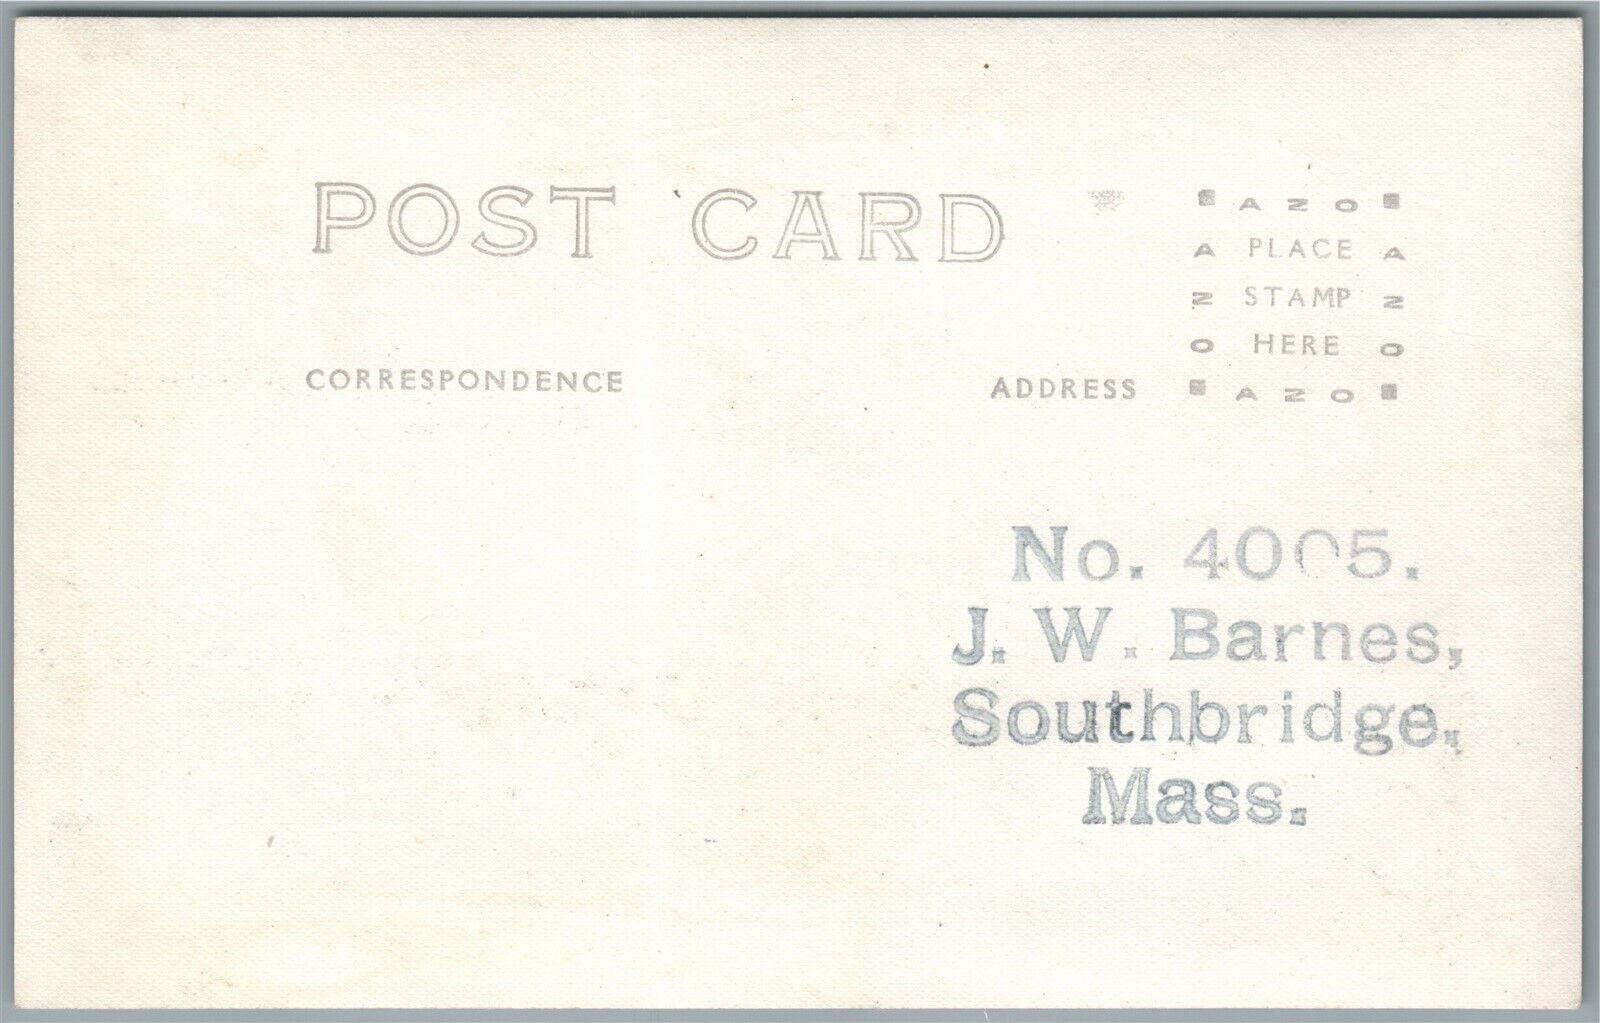 POST CARD
AZO
A PLACE A
N STAMP N
O HERE O
AZO
CORRESPONDENCE
ADDRESS
No. 4005.
J. W. Barnes,
Southbridge,
Mass.